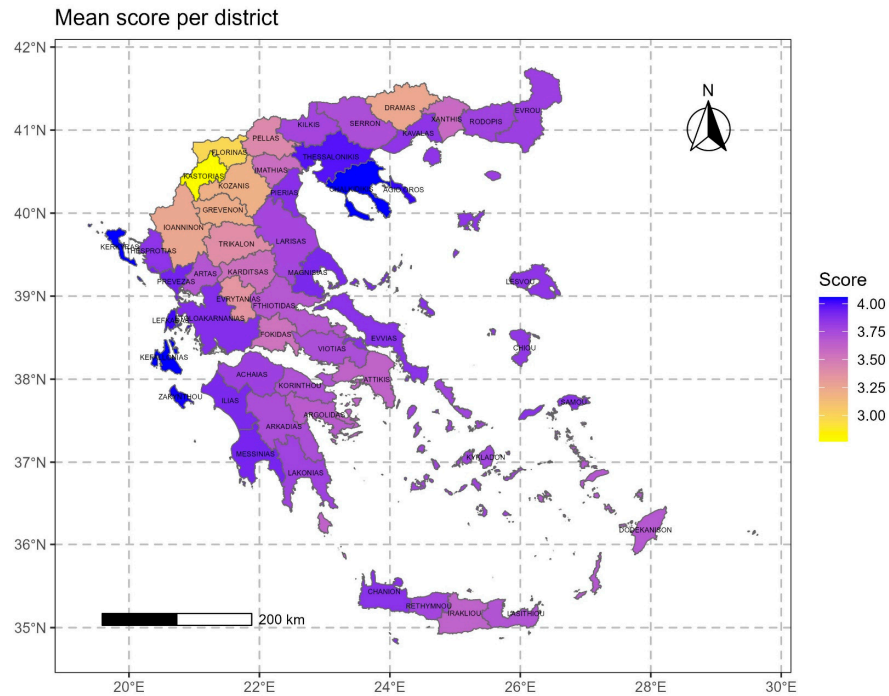 Mean score per district
42°N
41°N
40°N
39°N
38°N
37°N
36°N
35°N
N
DRAMAS
EVROU
XANTHIS
RODOPIS
KILKIS
SERRON
KAVALAS
PELLAS
FLORINAS
THESSALONIKIS
IMATHIAS
KASTORIAS
KOZANIS
PIERIAS
AGIO OROS
GREVENON
IOANNINON
KERKYRAS
THESPROTIAS
TRIKALON
LARISAS
ARTAS
KARDITSAS
MAGNISIAS
PREVEZAS
LESVOU
EVRYTANIAS
FTHIOTIDAS
AITOLOAKARNANIAS
FOKIDAS
VIOTIAS
EVVIAS
CHIOU
KEFALLONIAS
ACHAIAS
KORINTHOU
ATTIKIS
ZAKYNTHOU
ILIAS
ARGOLIDAS
SAMOU
ARKADIAS
MESSINIAS
KYKLADON
LAKONIAS
DODEKANISON
CHANION
RETHYMNOU
IRAKLIOU
LASITHIOU
200 km
20°E
22°E
24°E
26°E
28°E
30°E
Score
4.00
3.75
3.50
3.25
3.00